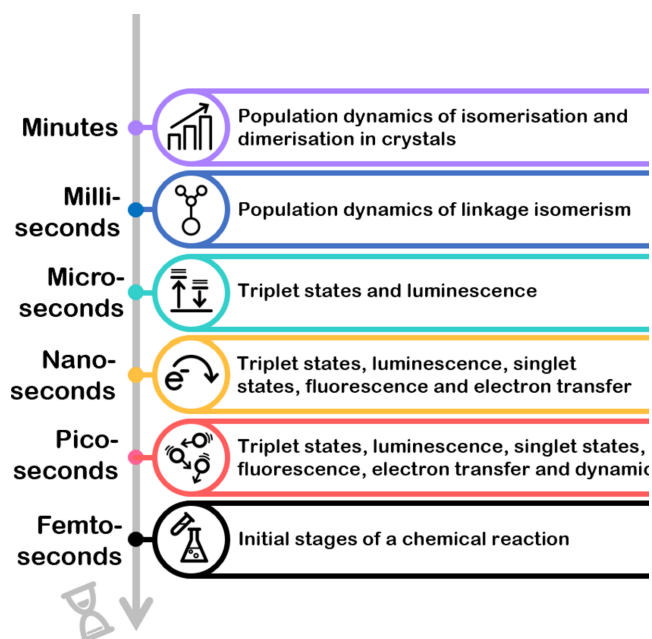 Minutes
Population dynamics of isomerisation and
dimerisation in crystals
Milli-
seconds
Population dynamics of linkage isomerism
Micro-
seconds
Triplet states and luminescence
Nano-
seconds
e-
Triplet states, luminescence, singlet
states, fluorescence and electron transfer
Pico-
seconds
Triplet states, luminescence, singlet states,
fluorescence, electron transfer and dynamic
Femto-
seconds
Initial stages of a chemical reaction